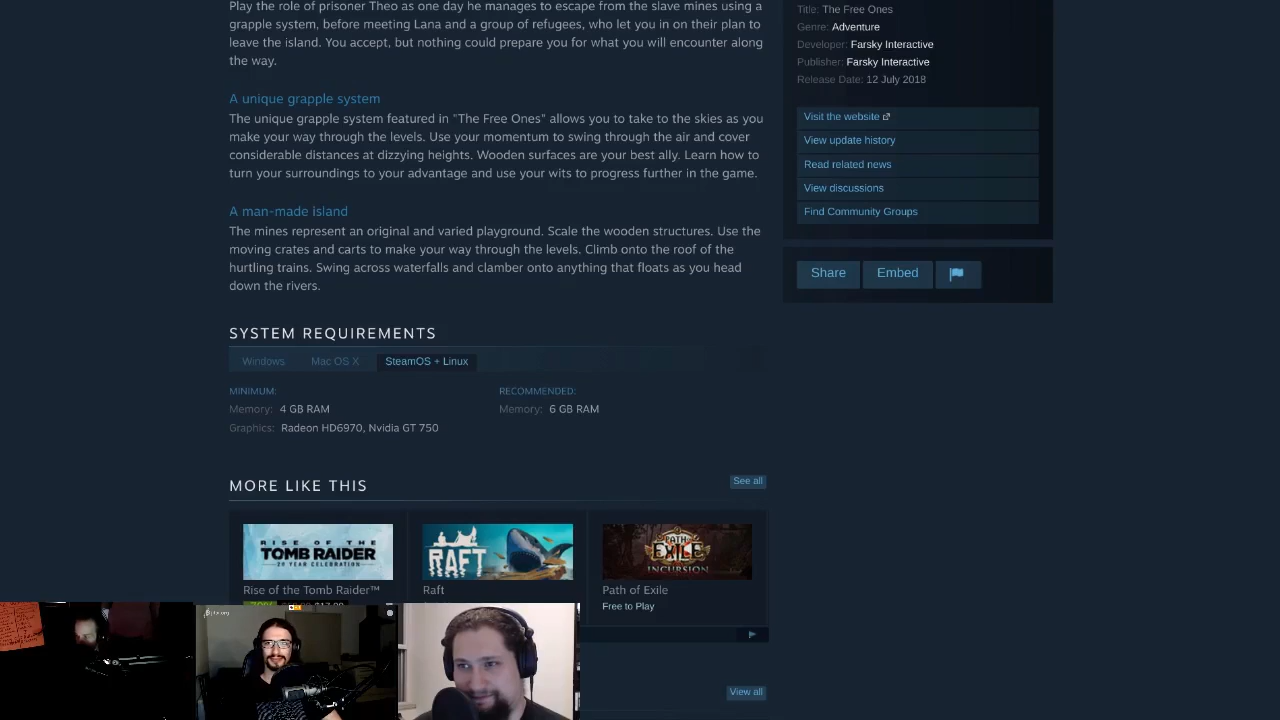 Play the role of prisoner Theo as one day he manages to escape from the slave mines using a
grapple system, before meeting Lana and a group of refugees, who let you in on their plan to
leave the island. You accept, but nothing could prepare you for what you will encounter along
the way.
A unique grapple system
The unique grapple system featured in "The Free Ones" allows you to take to the skies as you
make your way through the levels. Use your momentum to swing through the air and cover
considerable distances at dizzying heights. Wooden surfaces are your best ally. Learn how to
turn your surroundings to your advantage and use your wits to progress further in the game.
A man-made island
The mines represent an original and varied playground. Scale the wooden structures. Use the
moving crates and carts to make your way through the levels. Climb onto the roof of the
hurtling trains. Swing across waterfalls and clamber onto anything that floats as you head
down the rivers.
SYSTEM REQUIREMENTS
Windows Mac OS X SteamOS + Linux
MINIMUM:
Memory: 4 GB RAM
Graphics: Radeon HD6970, Nvidia GT 750
RECOMMENDED:
Memory: 6 GB RAM
MORE LIKE THIS
See all
RISE OF THE
TOMB RAIDER
20 YEAR CELEBRATION
Rise of the Tomb Raider™
RAFT
Raft
PATH OF
EXILE
INCURSION
Path of Exile
Free to Play
View all
Title: The Free Ones
Genre: Adventure
Developer: Farsky Interactive
Publisher: Farsky Interactive
Release Date: 12 July 2018
Visit the website
View update history
Read related news
View discussions
Find Community Groups
Share
Embed